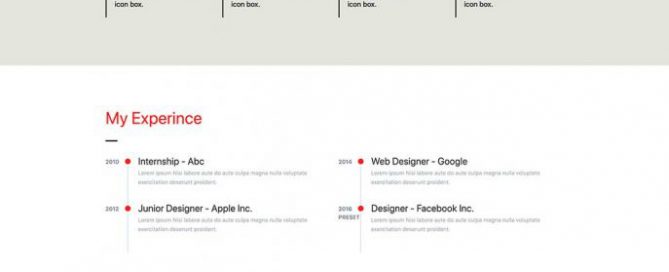 icon box. icon box. icon box. icon box.
My Experince
2010 Internship - Abc
Lorem ipsum nisi labore aute do aute culpa magna nulla voluptate
exercitation deserunt proident.
2012 Junior Designer - Apple Inc.
Lorem ipsum nisi labore aute do aute culpa magna nulla voluptate
exercitation deserunt proident.
2014 Web Designer - Google
Lorem ipsum nisi labore aute do aute culpa magna nulla voluptate
exercitation deserunt proident.
2016 Designer - Facebook Inc.
PRESET Lorem ipsum nisi labore aute do aute culpa magna nulla voluptate
exercitation deserunt proident.